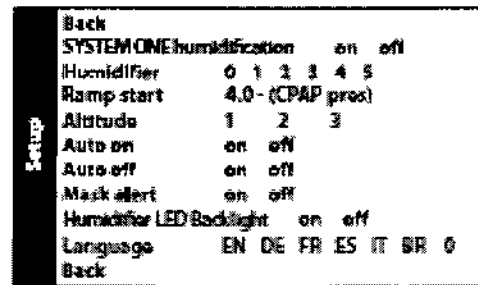 Back
SYSTEM ONE humidification on off
Humidifier 0 1 2 3 4 5
Ramp start 4.0 - (CPAP pres)
Altitude 1 2 3
Auto on on off
Auto off on off
Mask alert on off
Humidifier LED Backlight on off
Language EN DE FR ES IT BR 0
Back
Setup